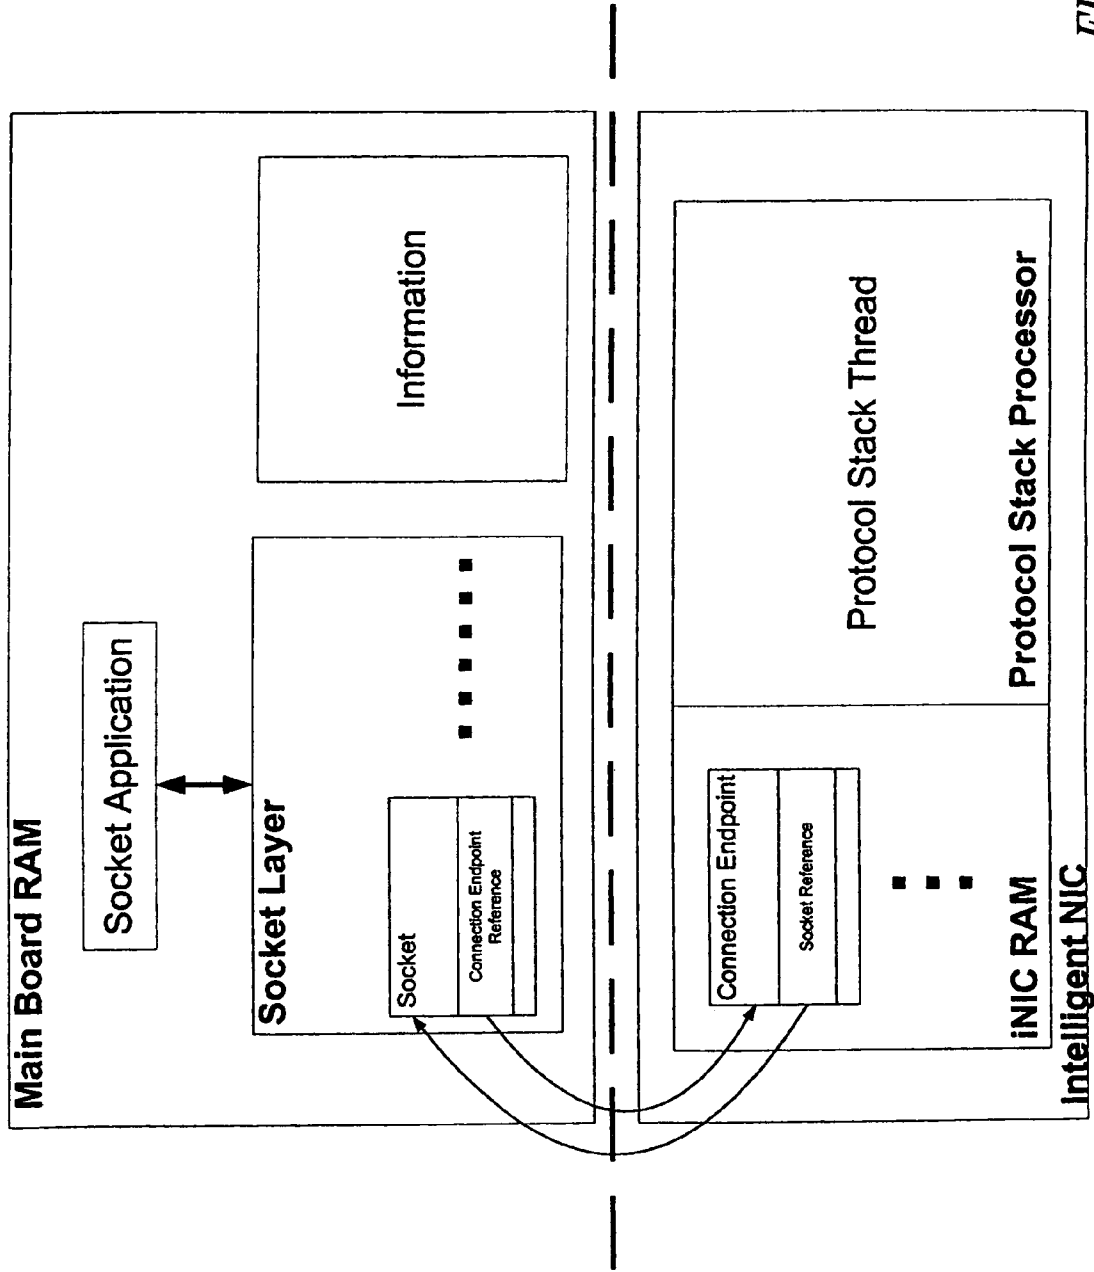 Main Board RAM
Socket Application
Socket Layer
Socket
Connection Endpoint
Reference
Information
Connection Endpoint
Socket Reference
Protocol Stack Thread
iNIC RAM
Protocol Stack Processor
Intelligent NIC